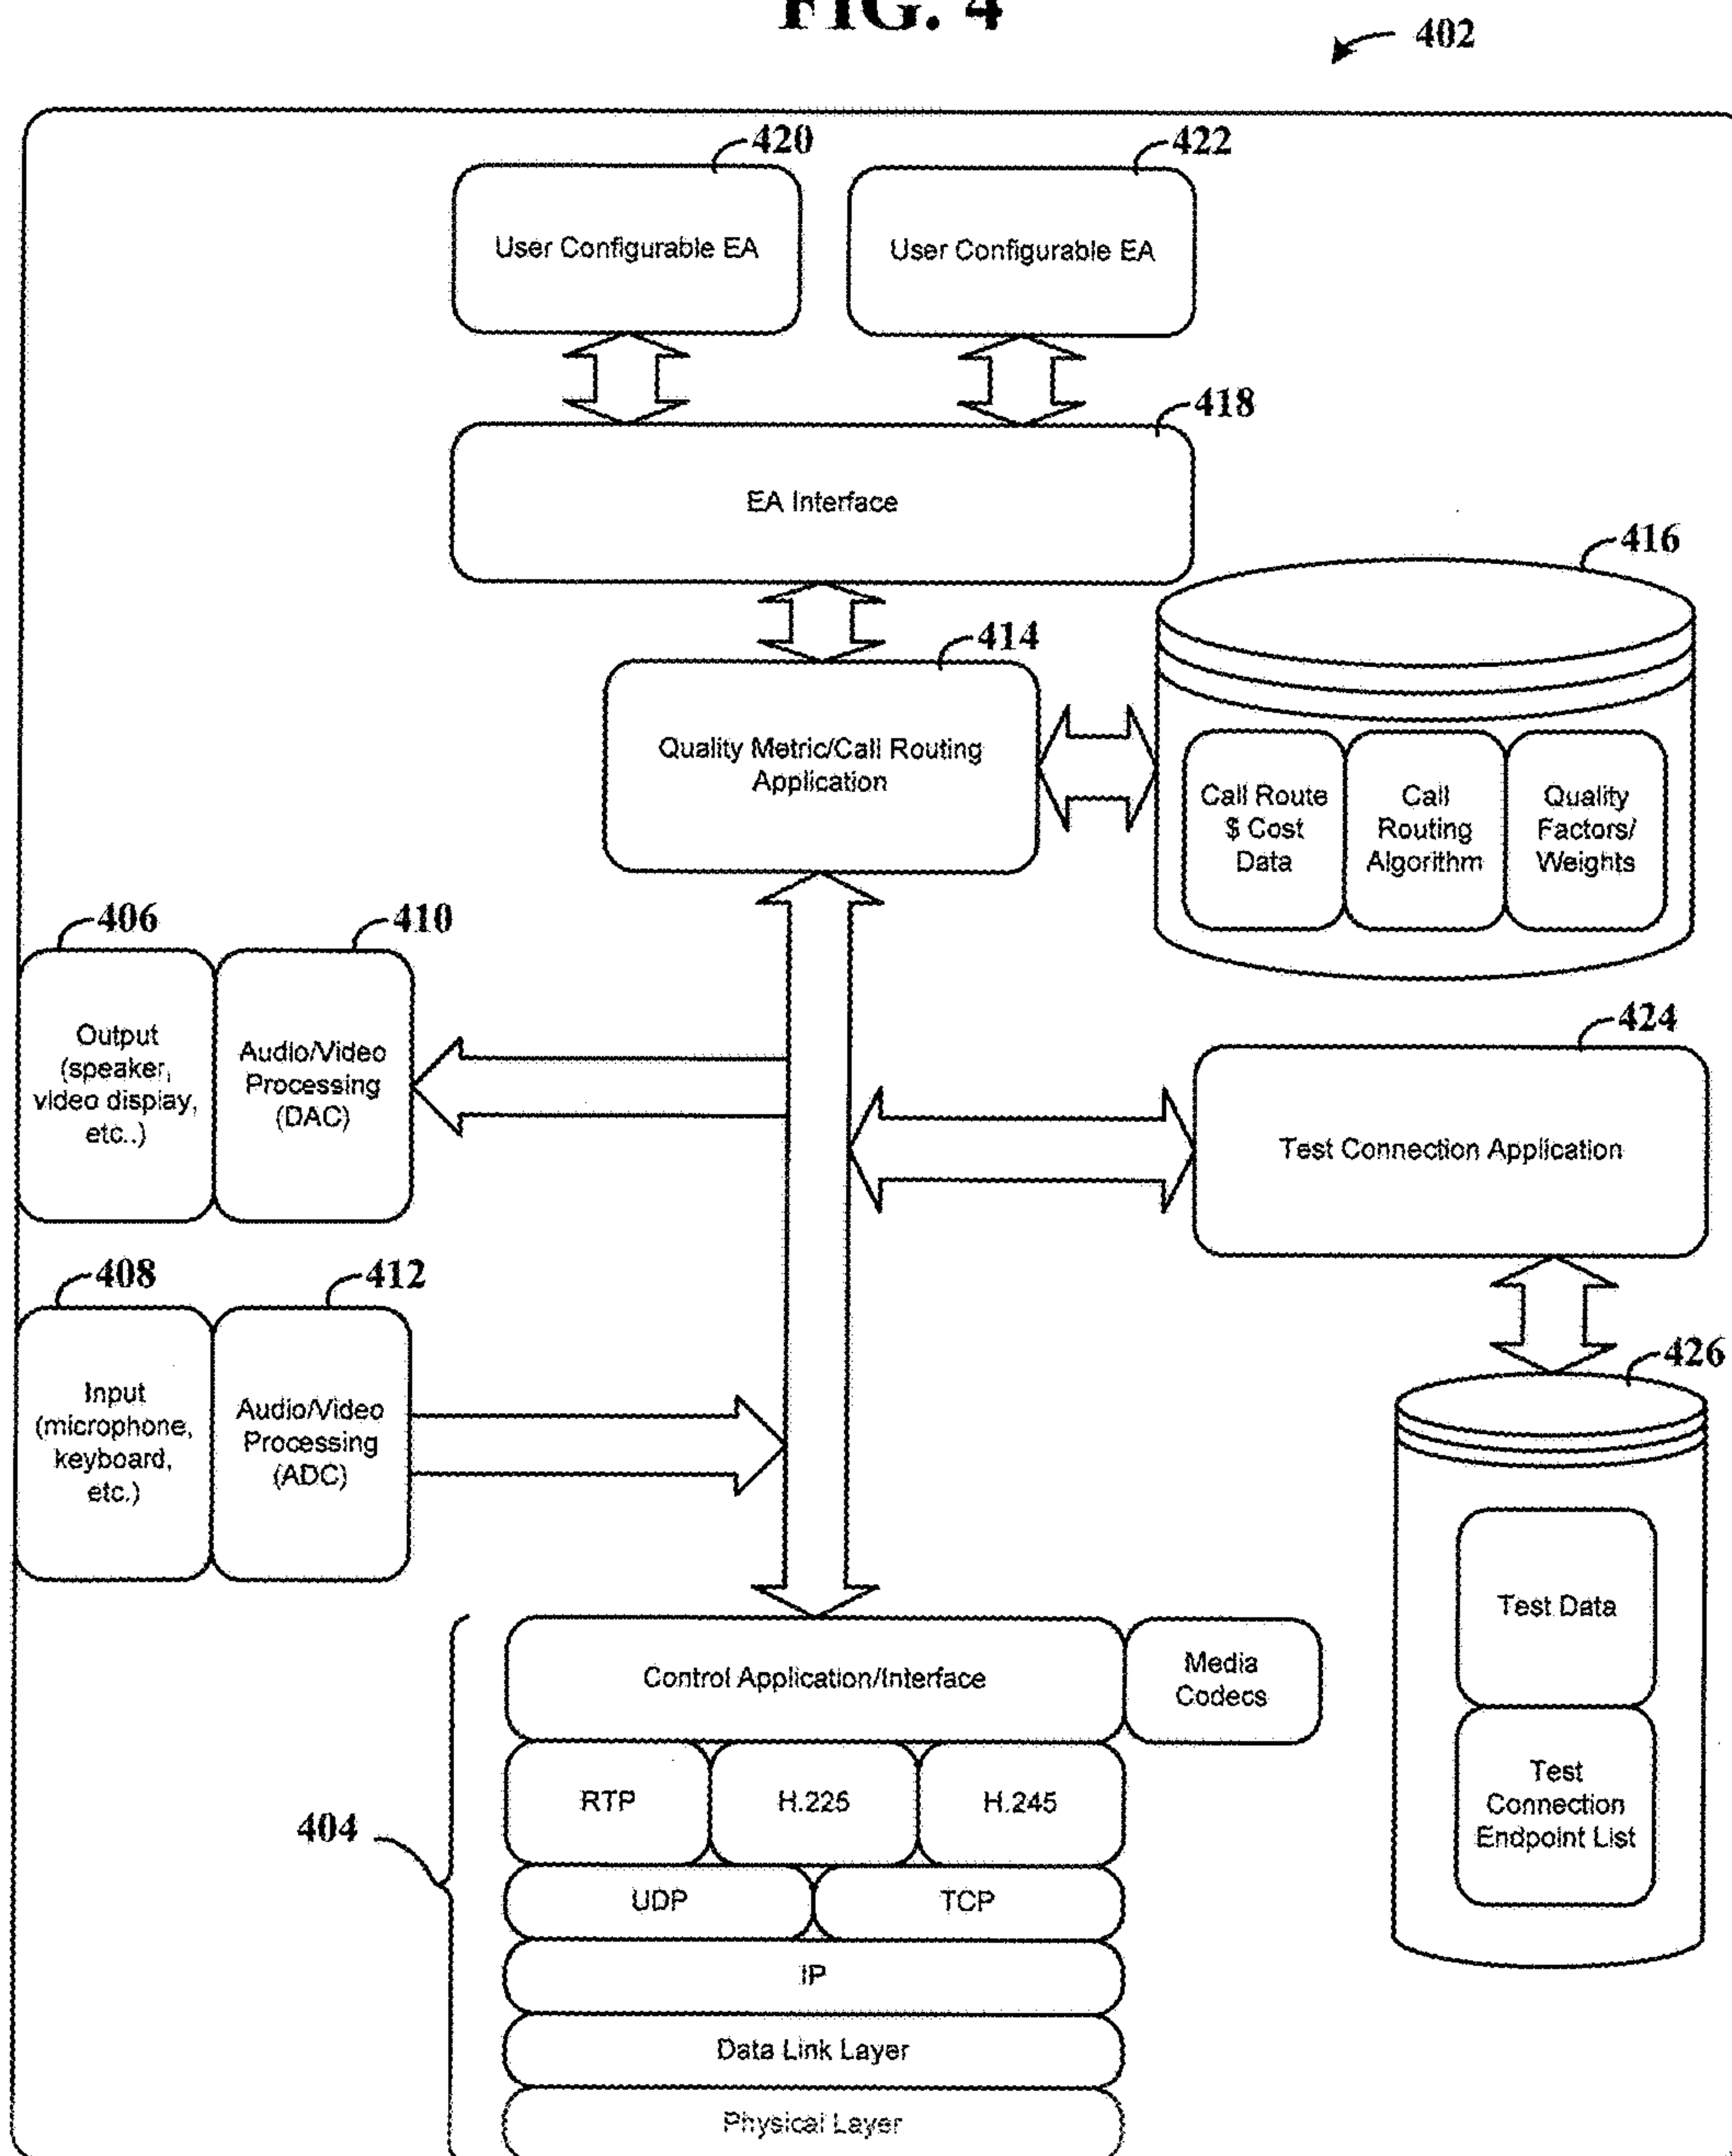 FIG. 4
402
420
422
User Configurable EA
User Configurable EA
418
EA Interface
416
414
Quality Metric/Call Routing
Application
Call Route
$ Cost
Data
Call
Routing
Algorithm
Quality
Factors/
Weights
406
410
Output
(speaker,
video display,
etc..)
Audio/Video
Processing
(DAC)
424
Test Connection Application
408
412
Input
(microphone,
keyboard,
etc.)
Audio/Video
Processing
(ADC)
426
Test Data
Test
Connection
Endpoint List
Control Application/Interface
Media
Codecs
404
RTP
H.225
H.245
UDP
TCP
IP
Data Link Layer
Physical Layer